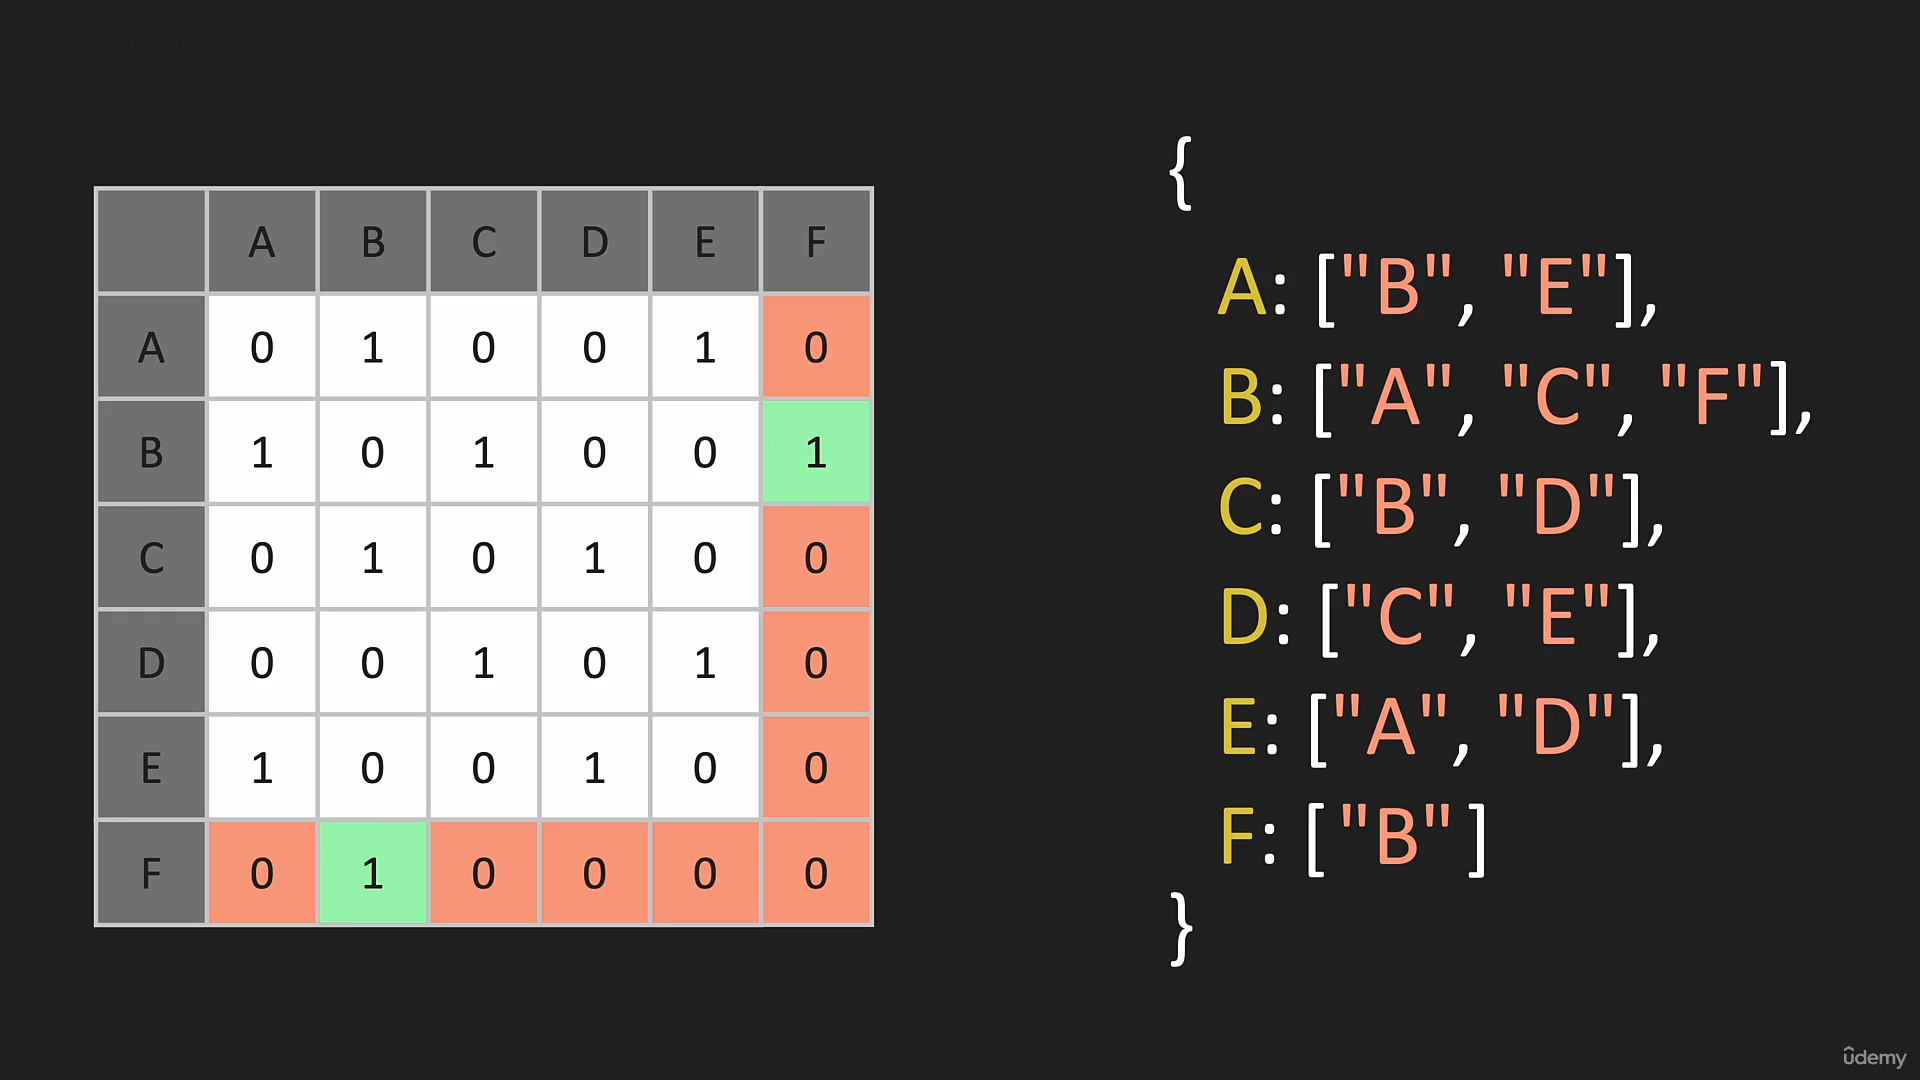 A B C D E F
A 0 1 0 0 1 0
B 1 0 1 0 0 1
C 0 1 0 1 0 0
D 0 0 1 0 1 0
E 1 0 0 1 0 0
F 0 1 0 0 0 0
{
A: ["B", "E"],
B: ["A", "C", "F"],
C: ["B", "D"],
D: ["C", "E"],
E: ["A", "D"],
F: ["B"]
}
ûdemy